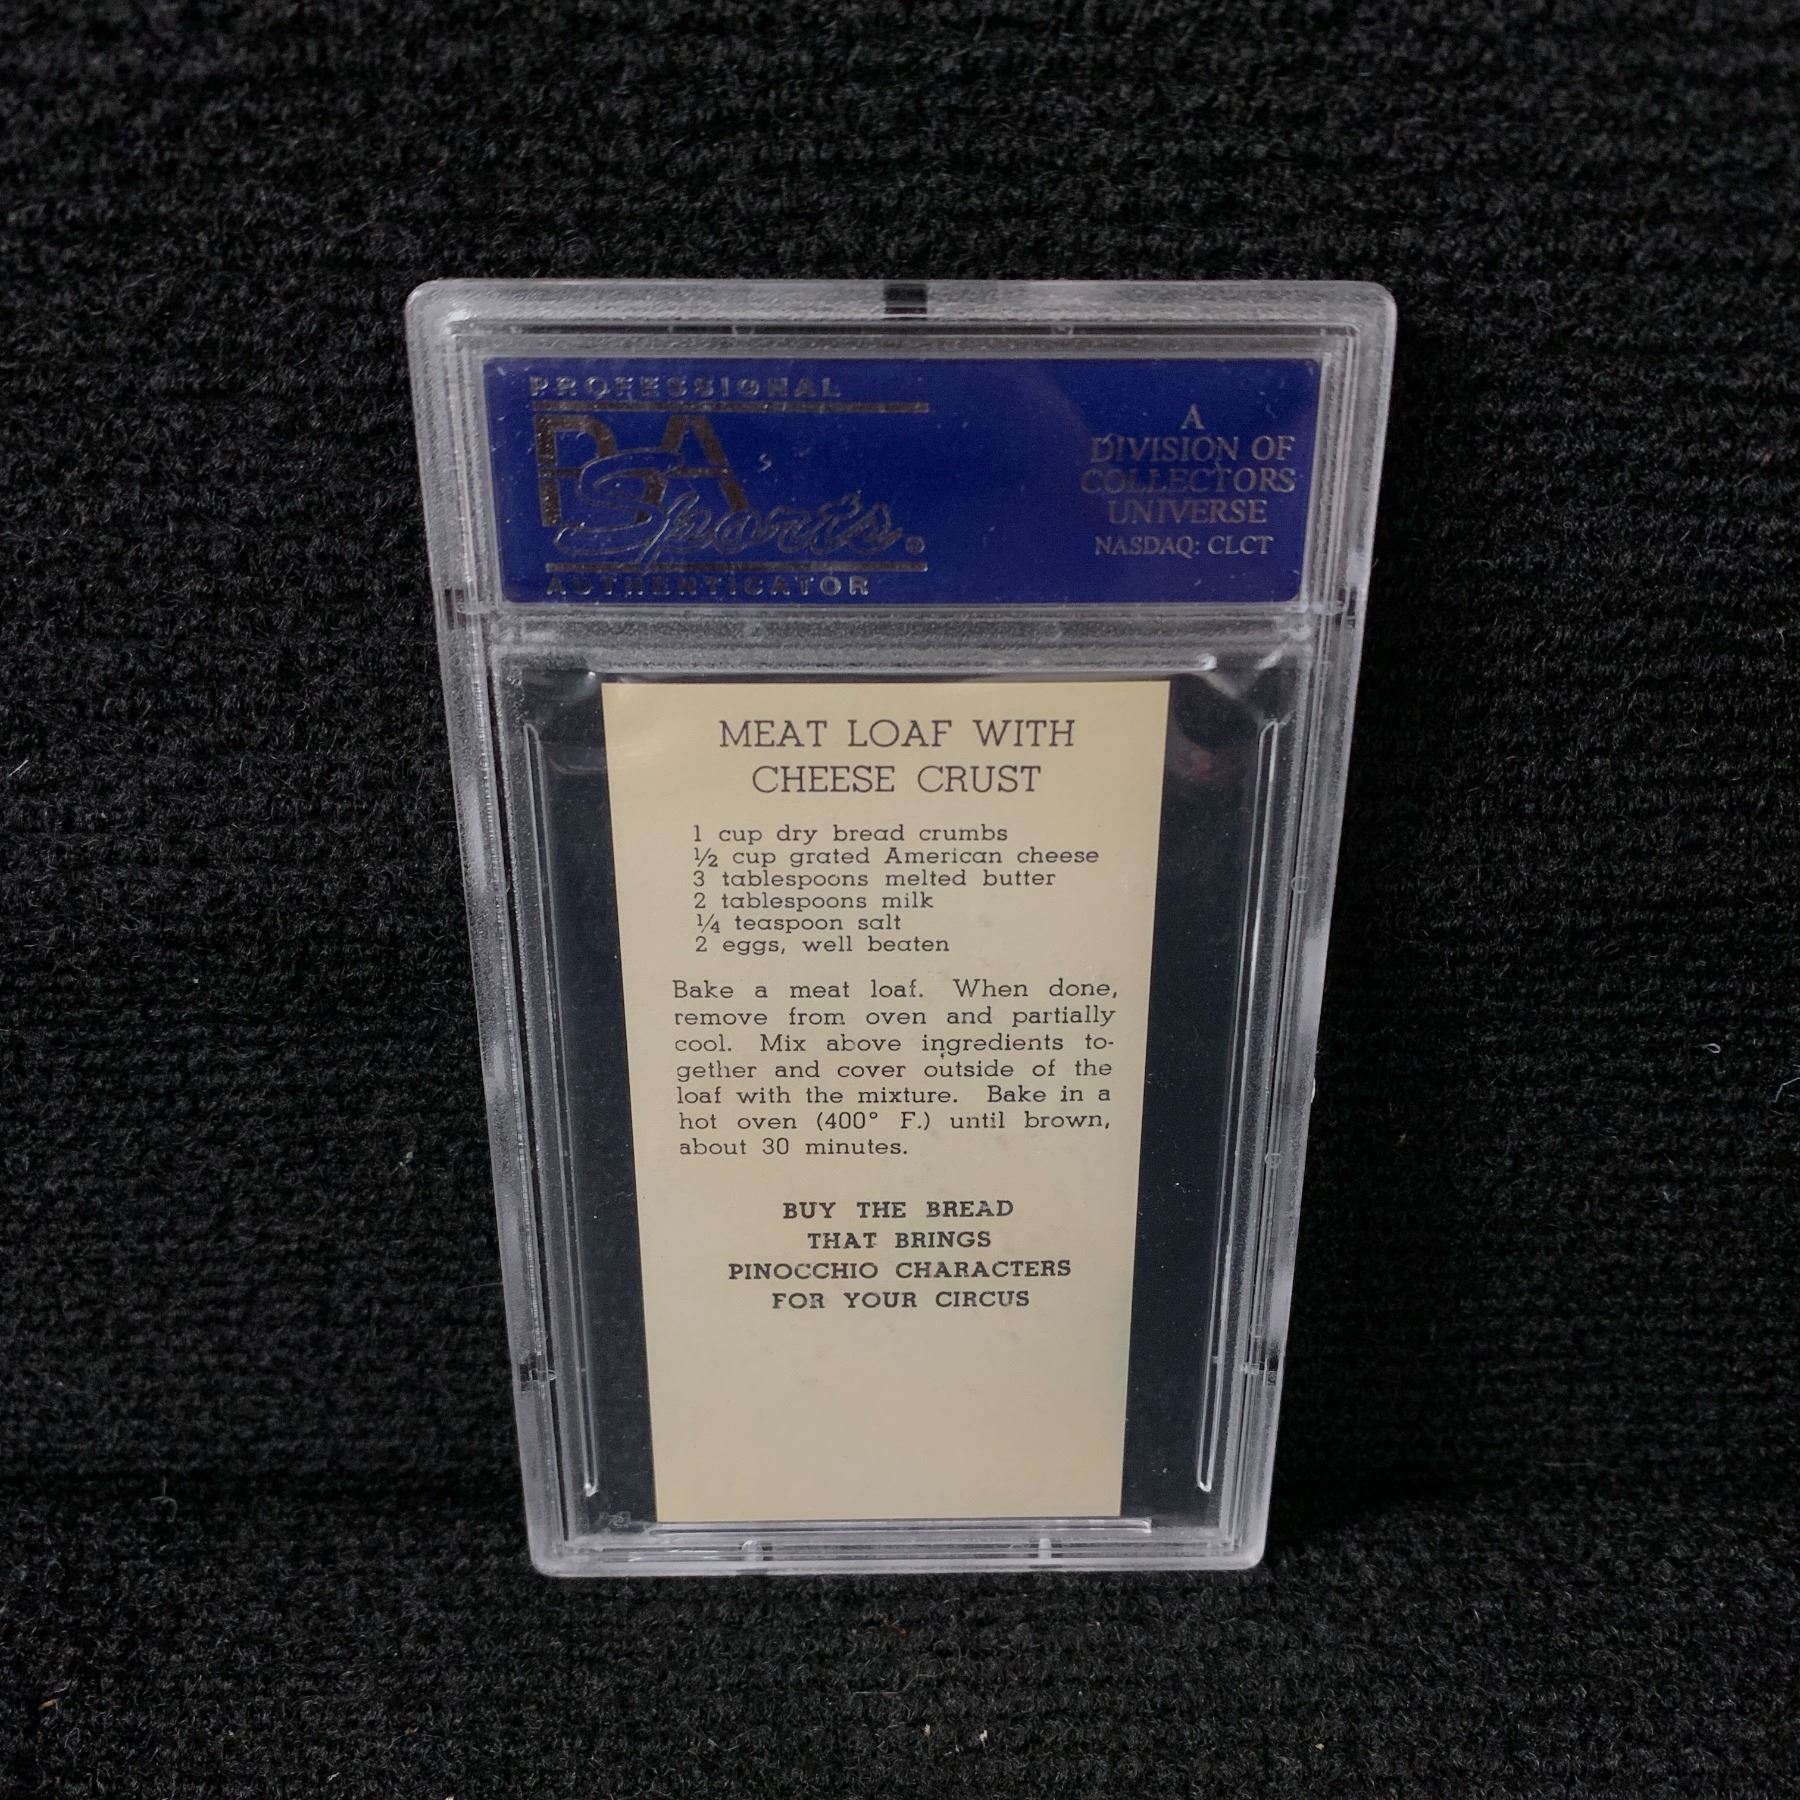 PROFESSIONAL
PSA
Sports®
AUTHENTICATOR
A
DIVISION OF
COLLECTORS
UNIVERSE
NASDAQ: CLCT
MEAT LOAF WITH
CHEESE CRUST
1 cup dry bread crumbs
½ cup grated American cheese
3 tablespoons melted butter
2 tablespoons milk
¼ teaspoon salt
2 eggs, well beaten
Bake a meat loaf. When done,
remove from oven and partially
cool. Mix above ingredients to-
gether and cover outside of the
loaf with the mixture. Bake in a
hot oven (400° F.) until brown,
about 30 minutes.
BUY THE BREAD
THAT BRINGS
PINOCCHIO CHARACTERS
FOR YOUR CIRCUS